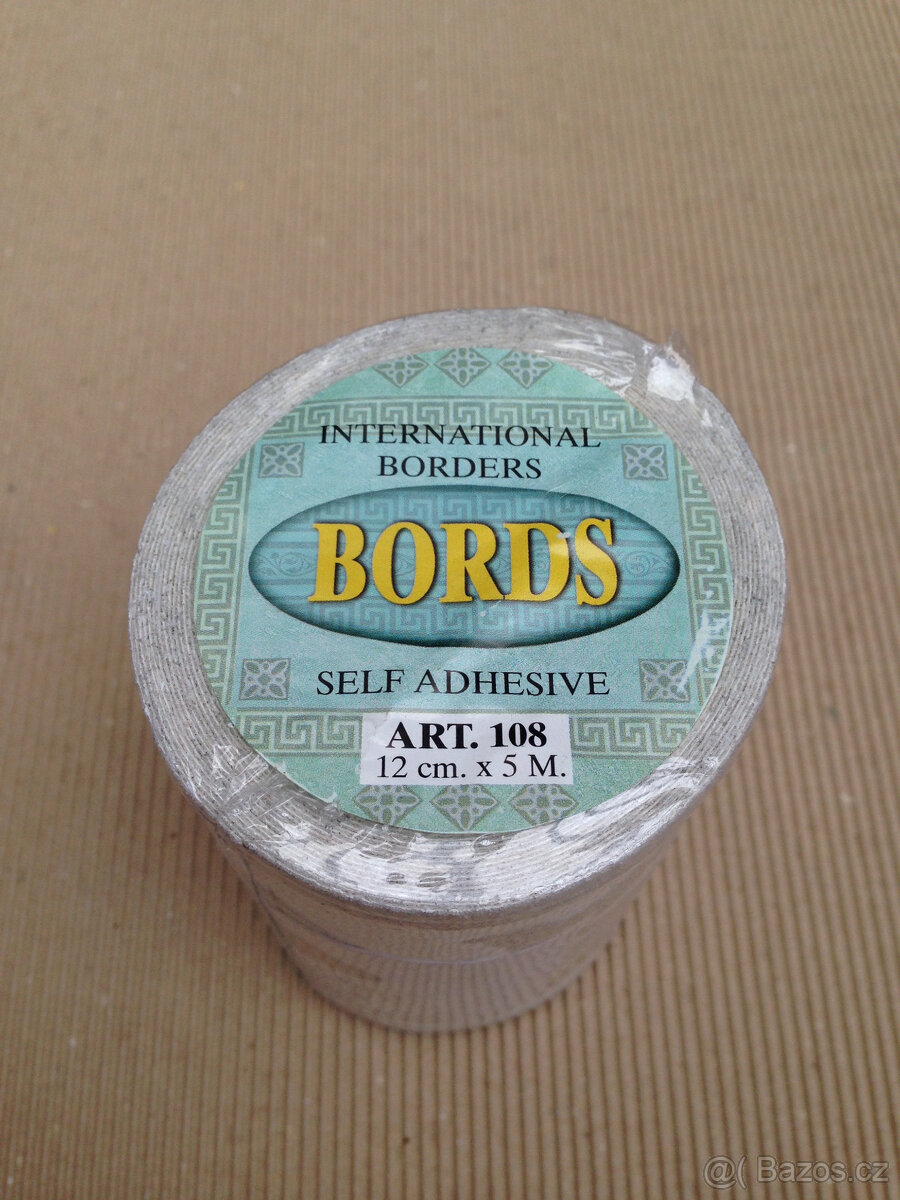 INTERNATIONAL
BORDERS
BORDS
SELF ADHESIVE
ART. 108
12 cm. x 5 M.
@( Bazos.cz